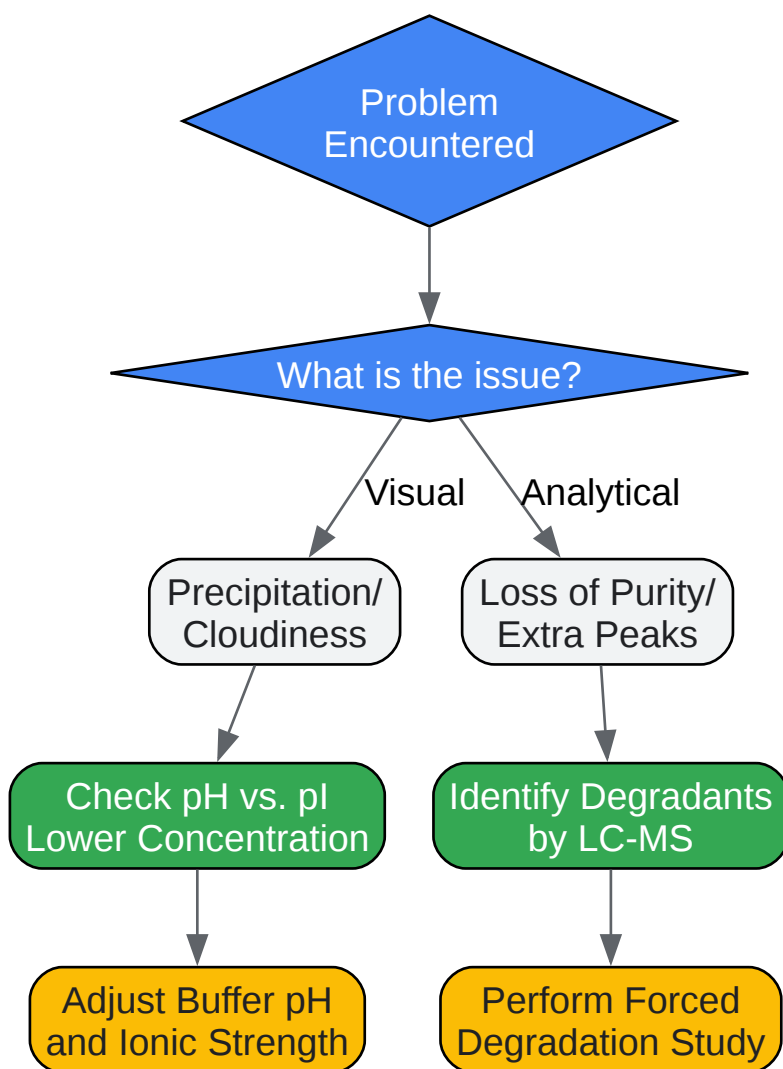 Problem
Encountered
What is the issue?
Visual
Analytical
Precipitation/
Cloudiness
Loss of Purity/
Extra Peaks
Check pH vs. pI
Lower Concentration
Identify Degradants
by LC-MS
Adjust Buffer pH
and Ionic Strength
Perform Forced
Degradation Study